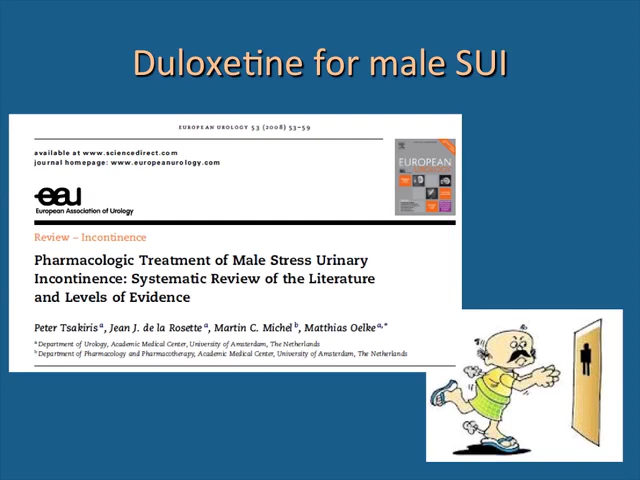 Duloxetine for male SUI
EUROPEAN UROLOGY 53 (2008) 53–59
available at www.sciencedirect.com
journal homepage: www.europeanurology.com
EUROPEAN
UROLOGY
eau
European Association of Urology
Review – Incontinence
Pharmacologic Treatment of Male Stress Urinary
Incontinence: Systematic Review of the Literature
and Levels of Evidence
Peter Tsakiris a, Jean J. de la Rosette a, Martin C. Michel b, Matthias Oelke a,*
a Department of Urology, Academic Medical Center, University of Amsterdam, The Netherlands
b Department of Pharmacology and Pharmacotherapy, Academic Medical Center, University of Amsterdam, The Netherlands